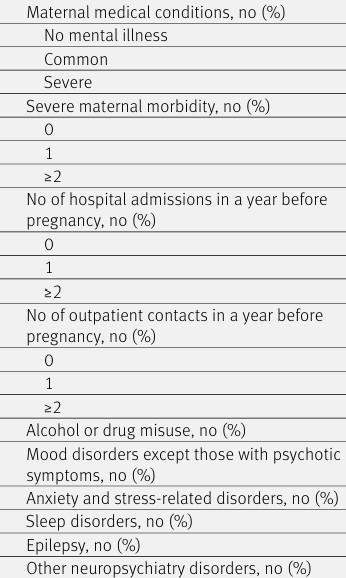 Maternal medical conditions, no (%)
No mental illness
Common
Severe
Severe maternal morbidity, no (%)
0
1
≥2
No of hospital admissions in a year before
pregnancy, no (%)
0
1
≥2
No of outpatient contacts in a year before
pregnancy, no (%)
0
1
≥2
Alcohol or drug misuse, no (%)
Mood disorders except those with psychotic
symptoms, no (%)
Anxiety and stress-related disorders, no (%)
Sleep disorders, no (%)
Epilepsy, no (%)
Other neuropsychiatry disorders, no (%)